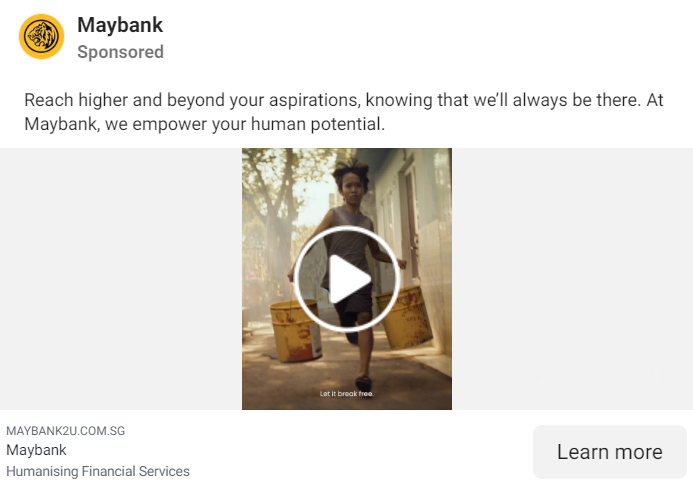 Maybank
Sponsored
Reach higher and beyond your aspirations, knowing that we’ll always be there. At
Maybank, we empower your human potential.
Let it break free.
MAYBANK2U.COM.SG
Maybank
Humanising Financial Services
Learn more